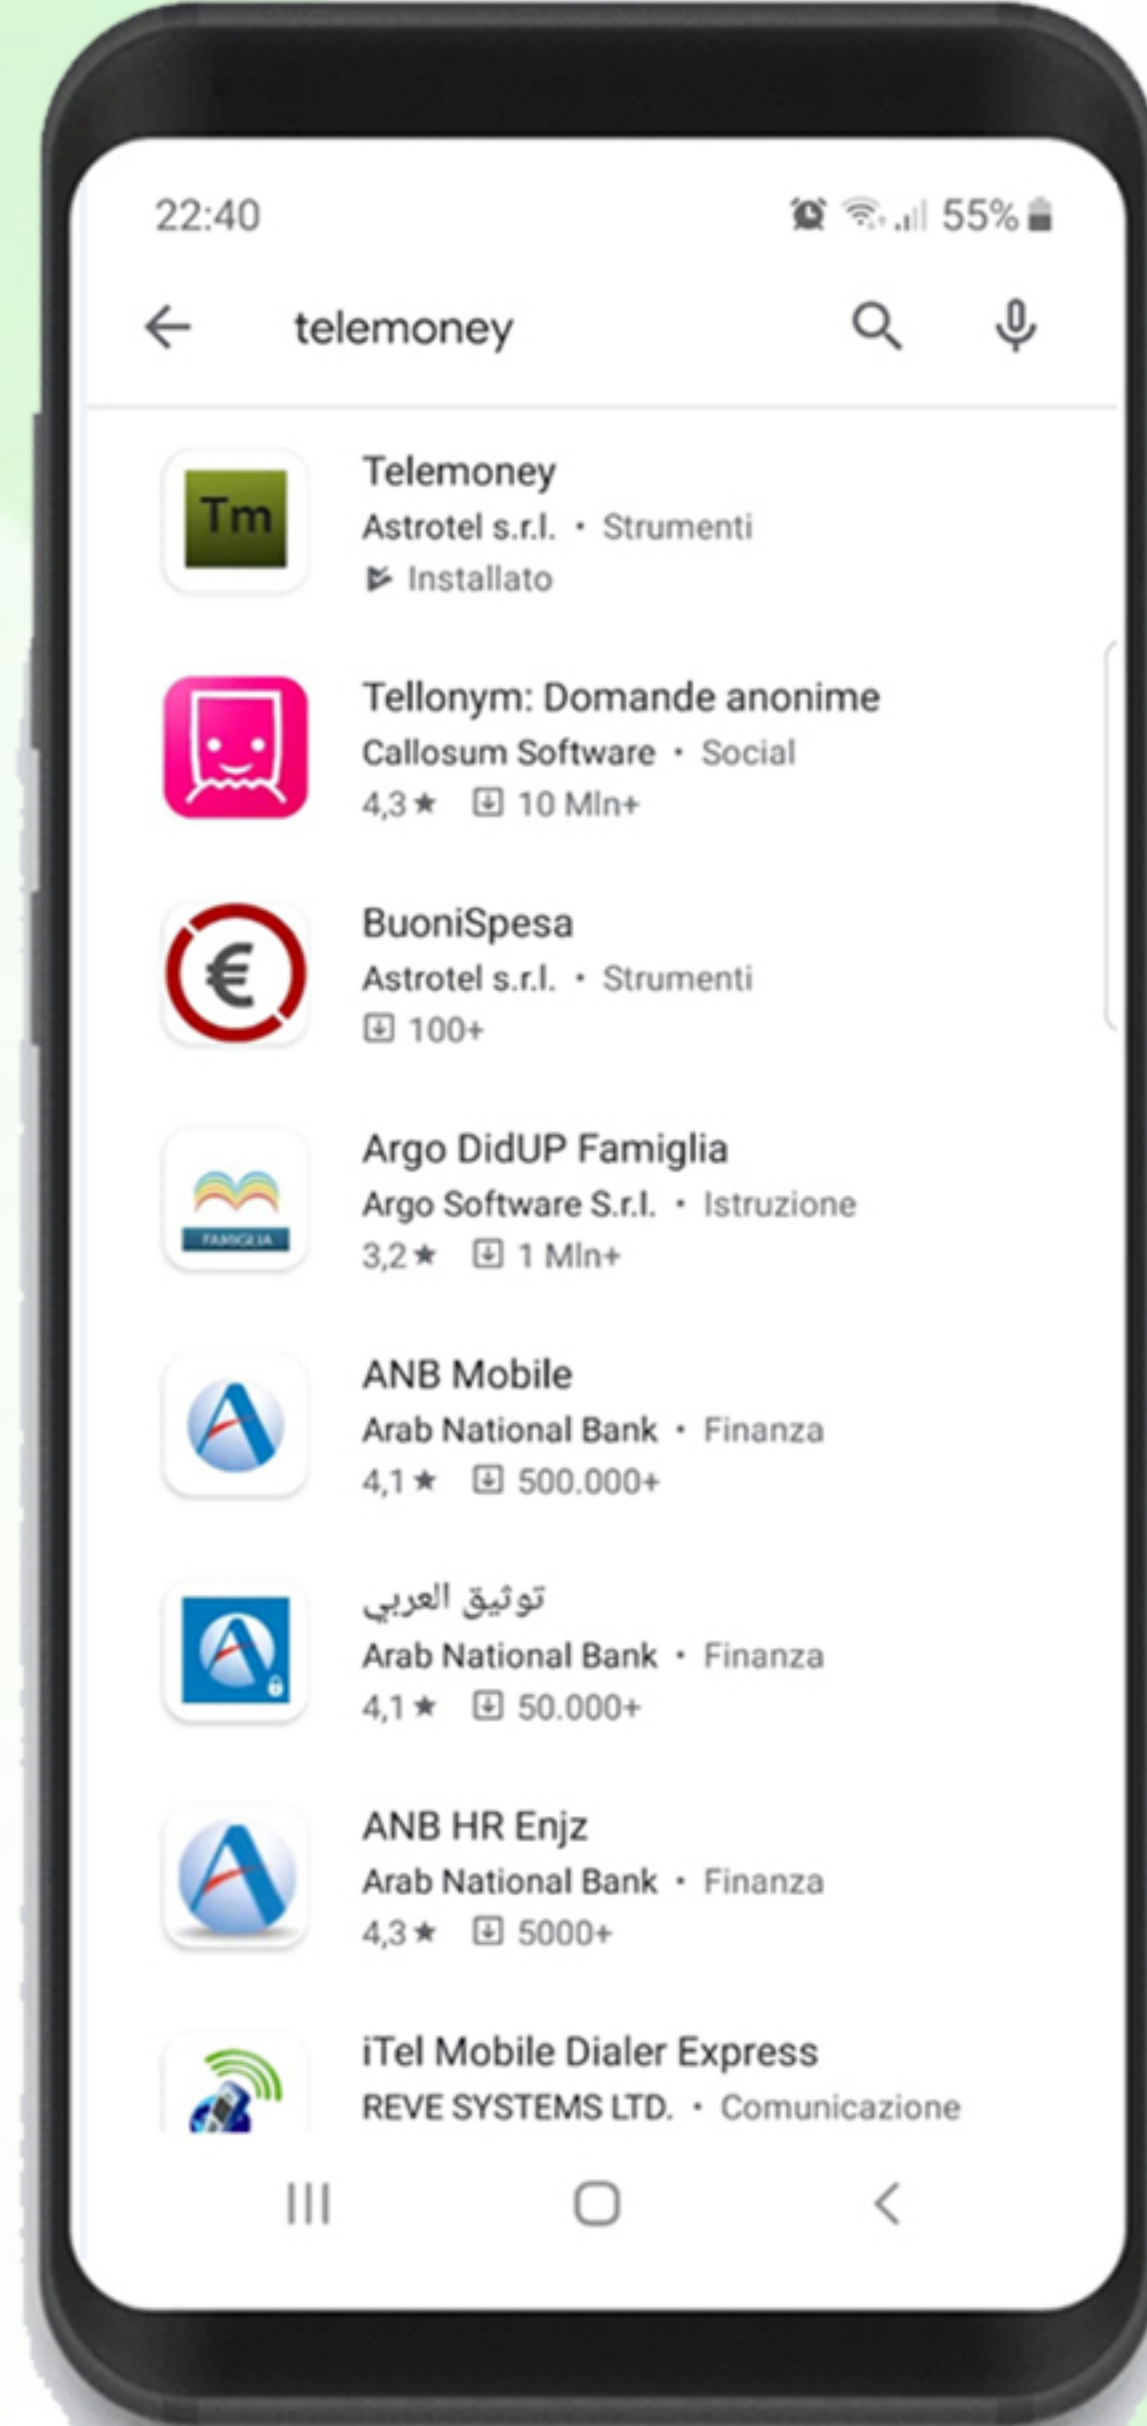 22:40 55%
telemoney
Tm
Telemoney
Astrotel s.r.l. • Strumenti
Installato
Tellonym: Domande anonime
Callosum Software • Social
4,3★ 10 Mln+
€
BuoniSpesa
Astrotel s.r.l. • Strumenti
100+
FAMIGLIA
Argo DidUP Famiglia
Argo Software S.r.l. • Istruzione
3,2★ 1 Mln+
ANB Mobile
Arab National Bank • Finanza
4,1★ 500.000+
توثيق العربي
Arab National Bank • Finanza
4,1★ 50.000+
ANB HR Enjz
Arab National Bank • Finanza
4,3★ 5000+
iTel Mobile Dialer Express
REVE SYSTEMS LTD. • Comunicazione